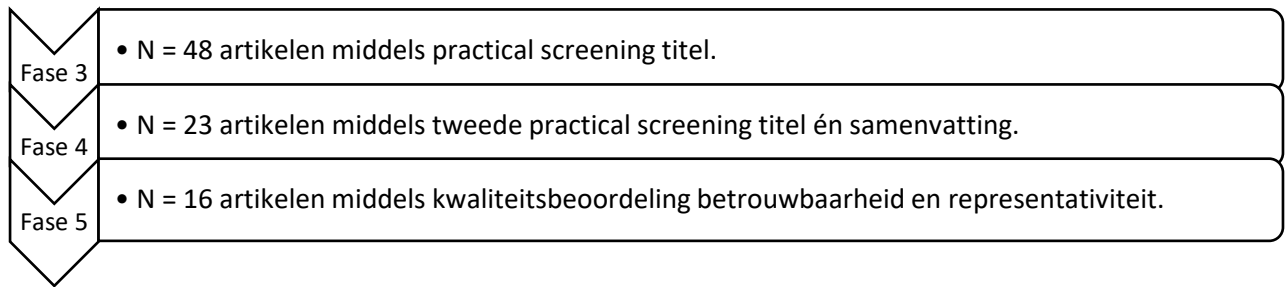 Fase 3
• N = 48 artikelen middels practical screening titel.
Fase 4
• N = 23 artikelen middels tweede practical screening titel én samenvatting.
Fase 5
• N = 16 artikelen middels kwaliteitsbeoordeling betrouwbaarheid en representativiteit.